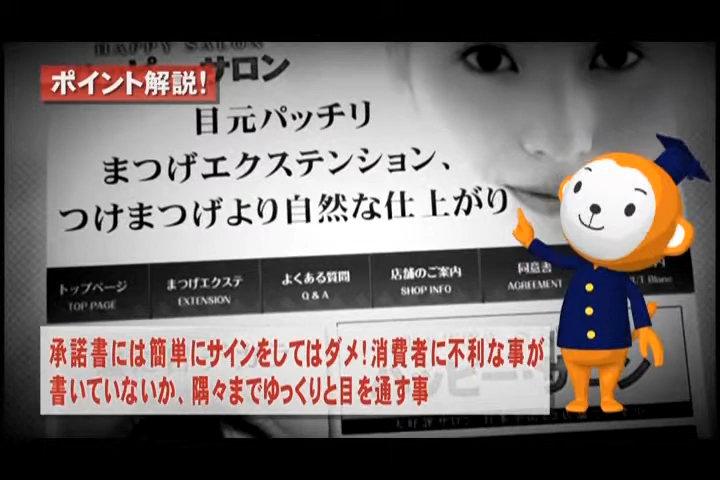 HAPPY SALON
サロン
ポイント解説!
目元パッチリ
まつげエクステンション、
つけまつげより自然な仕上がり
トップページ
TOP PAGE
まつげエクステ
EXTENSION
よくある質問
Q & A
店舗のご案内
SHOP INFO
同意書
AGREEMENT
承諾書には簡単にサインをしてはダメ!消費者に不利な事が
書いていないか、隅々までゆっくりと目を通す事